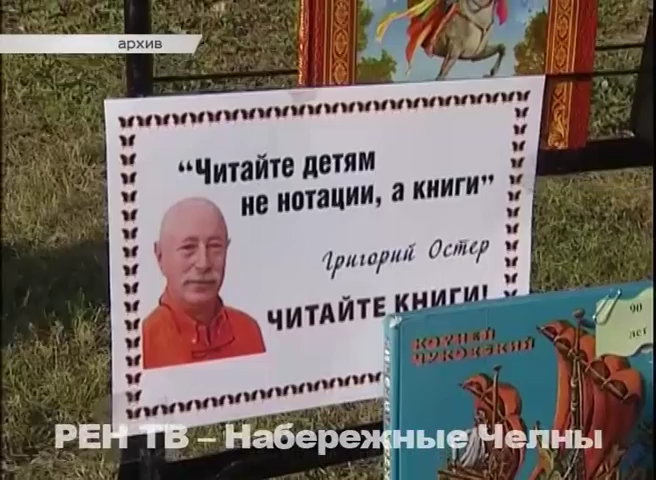 архив
“Читайте детям
не нотации, а книги”
Григорий Остер
ЧИТАЙТЕ КНИГИ!
КОРНЕЙ
ЧУКОВСКИЙ
90
лет
РЕН ТВ – Набережные Челны